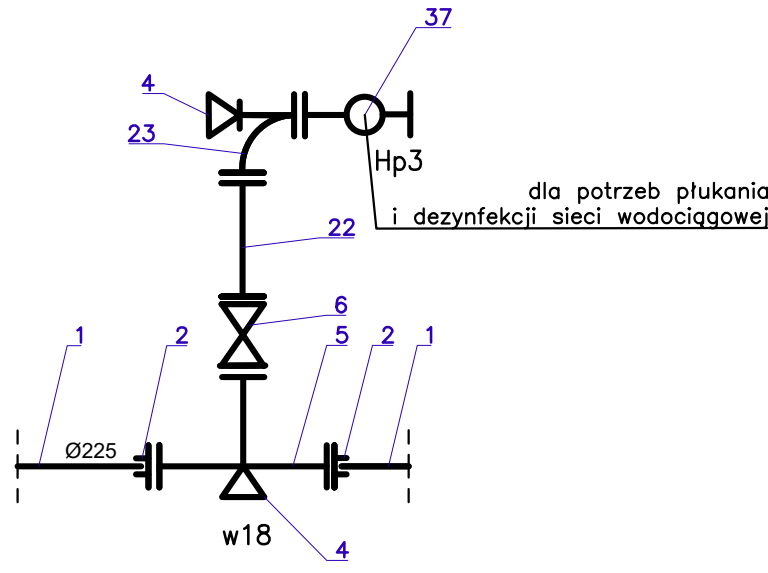 37
4
23
Hp3
dla potrzeb płukania
i dezynfekcji sieci wodociągowej
22
6
1
2
5
2
1
Ø225
w18
4